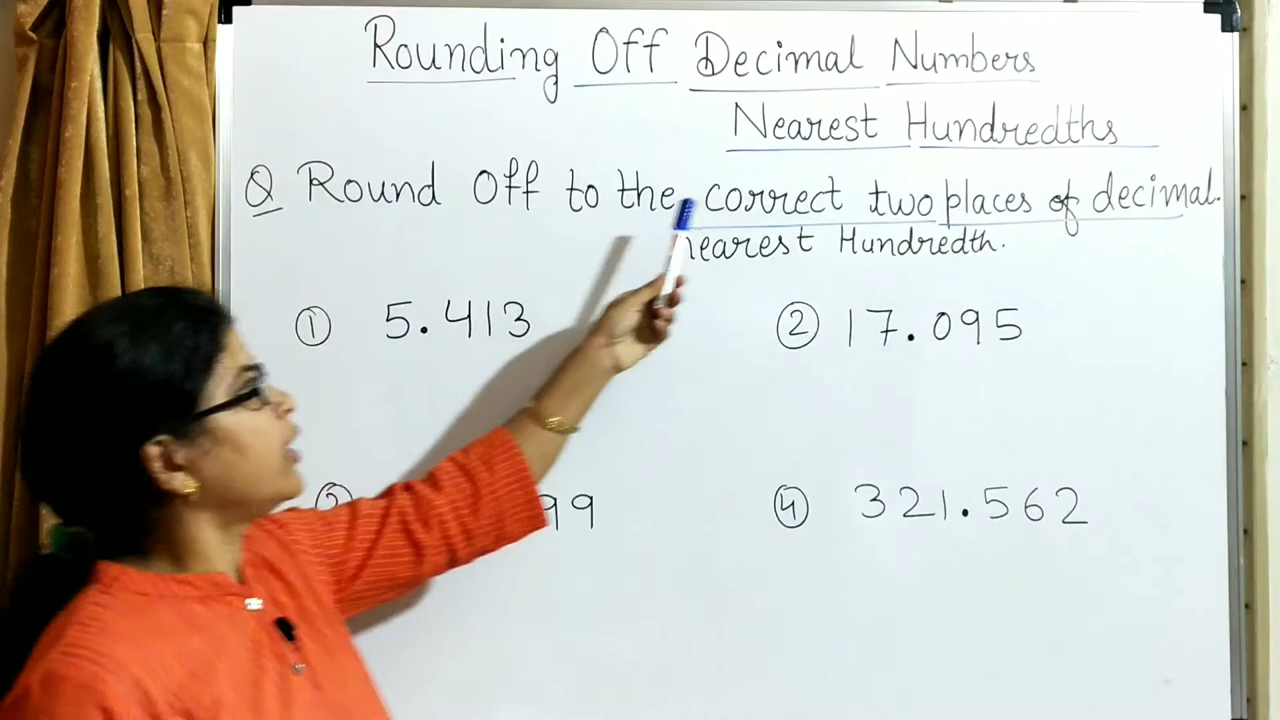 Rounding Off Decimal Numbers
Nearest Hundredths
Q Round Off to the correct two places of decimal.
nearest Hundredth.
① 5.413 ② 17.095
99 ④ 321.562